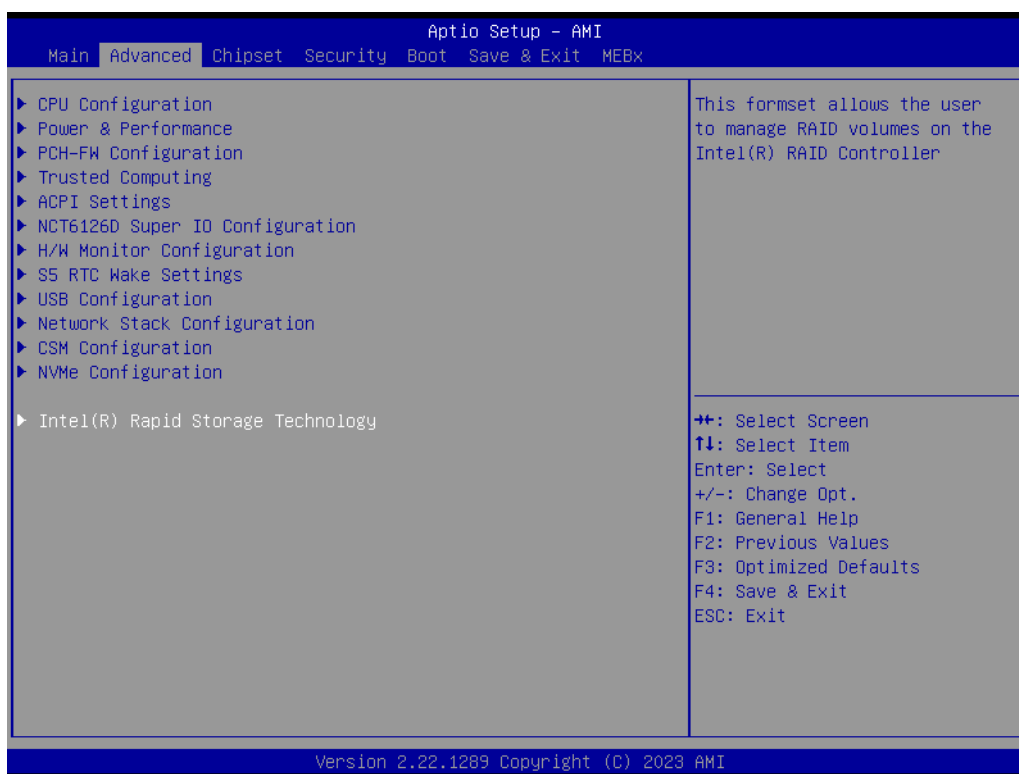 Aptio Setup – AMI
Main Advanced Chipset Security Boot Save & Exit MEBx
▶ CPU Configuration
▶ Power & Performance
▶ PCH-FW Configuration
▶ Trusted Computing
▶ ACPI Settings
▶ NCT6126D Super IO Configuration
▶ H/W Monitor Configuration
▶ S5 RTC Wake Settings
▶ USB Configuration
▶ Network Stack Configuration
▶ CSM Configuration
▶ NVMe Configuration
▶ Intel(R) Rapid Storage Technology
This formset allows the user
to manage RAID volumes on the
Intel(R) RAID Controller
→←: Select Screen
↑↓: Select Item
Enter: Select
+/-: Change Opt.
F1: General Help
F2: Previous Values
F3: Optimized Defaults
F4: Save & Exit
ESC: Exit
Version 2.22.1289 Copyright (C) 2023 AMI